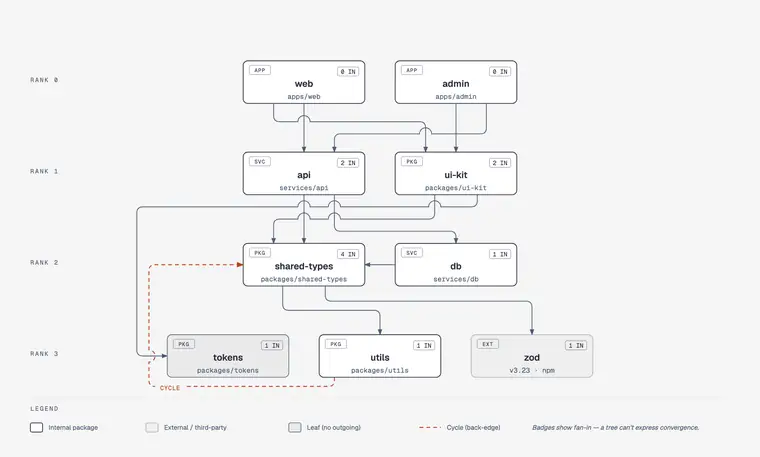 RANK 0
APP
0 IN
web
apps/web
APP
0 IN
admin
apps/admin
RANK 1
SVC
2 IN
api
services/api
PKG
2 IN
ui-kit
packages/ui-kit
RANK 2
PKG
4 IN
shared-types
packages/shared-types
SVC
1 IN
db
services/db
RANK 3
PKG
1 IN
tokens
packages/tokens
PKG
1 IN
utils
packages/utils
EXT
1 IN
zod
v3.23 · npm
CYCLE
LEGEND
Internal package
External / third-party
Leaf (no outgoing)
Cycle (back-edge)
Badges show fan-in — a tree can't express convergence.